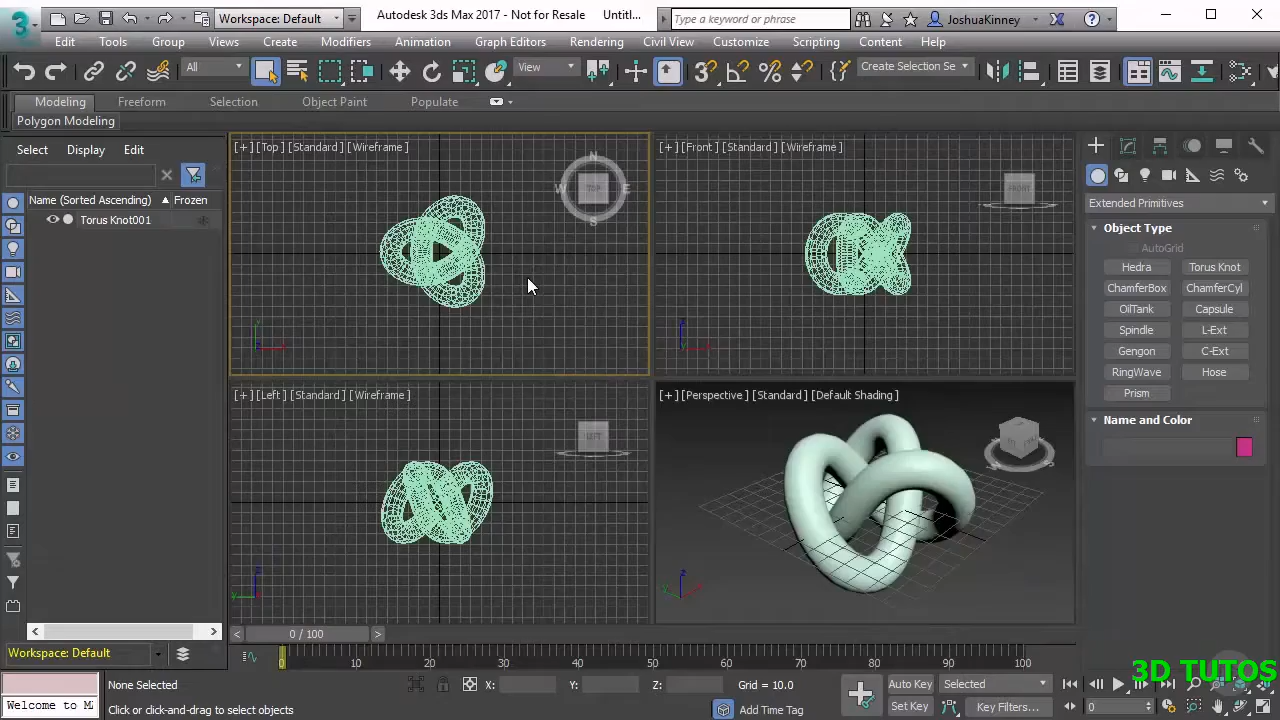 Workspace: Default
Autodesk 3ds Max 2017 - Not for Resale
Untitl...
Type a keyword or phrase
JoshuaKinney
Edit Tools Group Views Create Modifiers Animation Graph Editors Rendering Civil View Customize Scripting Content Help
All
View
Create Selection Se
Modeling Freeform Selection Object Paint Populate
Polygon Modeling
Select Display Edit
Name (Sorted Ascending) Frozen
Torus Knot001
[+] [Top] [Standard] [Wireframe]
N
W TOP E
S
[+] [Front] [Standard] [Wireframe]
FRONT
[+] [Left] [Standard] [Wireframe]
LEFT
[+] [Perspective] [Standard] [Default Shading]
Extended Primitives
Object Type
AutoGrid
Hedra Torus Knot
ChamferBox ChamferCyl
OilTank Capsule
Spindle L-Ext
Gengon C-Ext
RingWave Hose
Prism
Name and Color
0 / 100
Workspace: Default
0 10 20 30 40 50 60 70 80 90 100
3D TUTOS
None Selected
X: Y: Z: Grid = 10.0
Auto Key Selected
Welcome to MA
Click or click-and-drag to select objects
Add Time Tag
Set Key Key Filters...
0